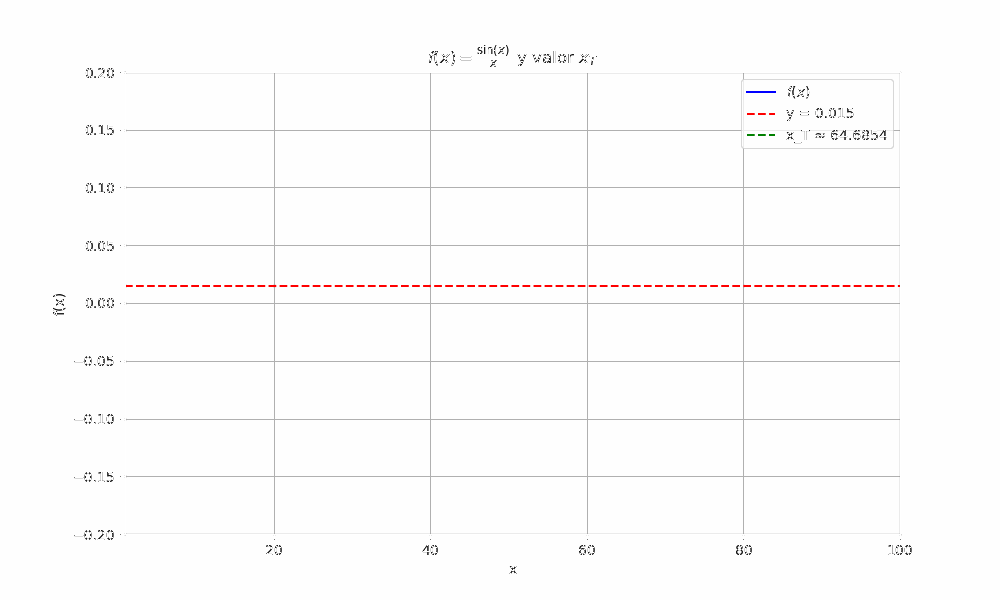 f(x) = sin(x)/x y valor x_T
f(x)
y = 0.015
x_T ≈ 64.6854
0.20
0.15
0.10
0.05
0.00
−0.05
−0.10
−0.15
−0.20
f(x)
20
40
60
80
100
x